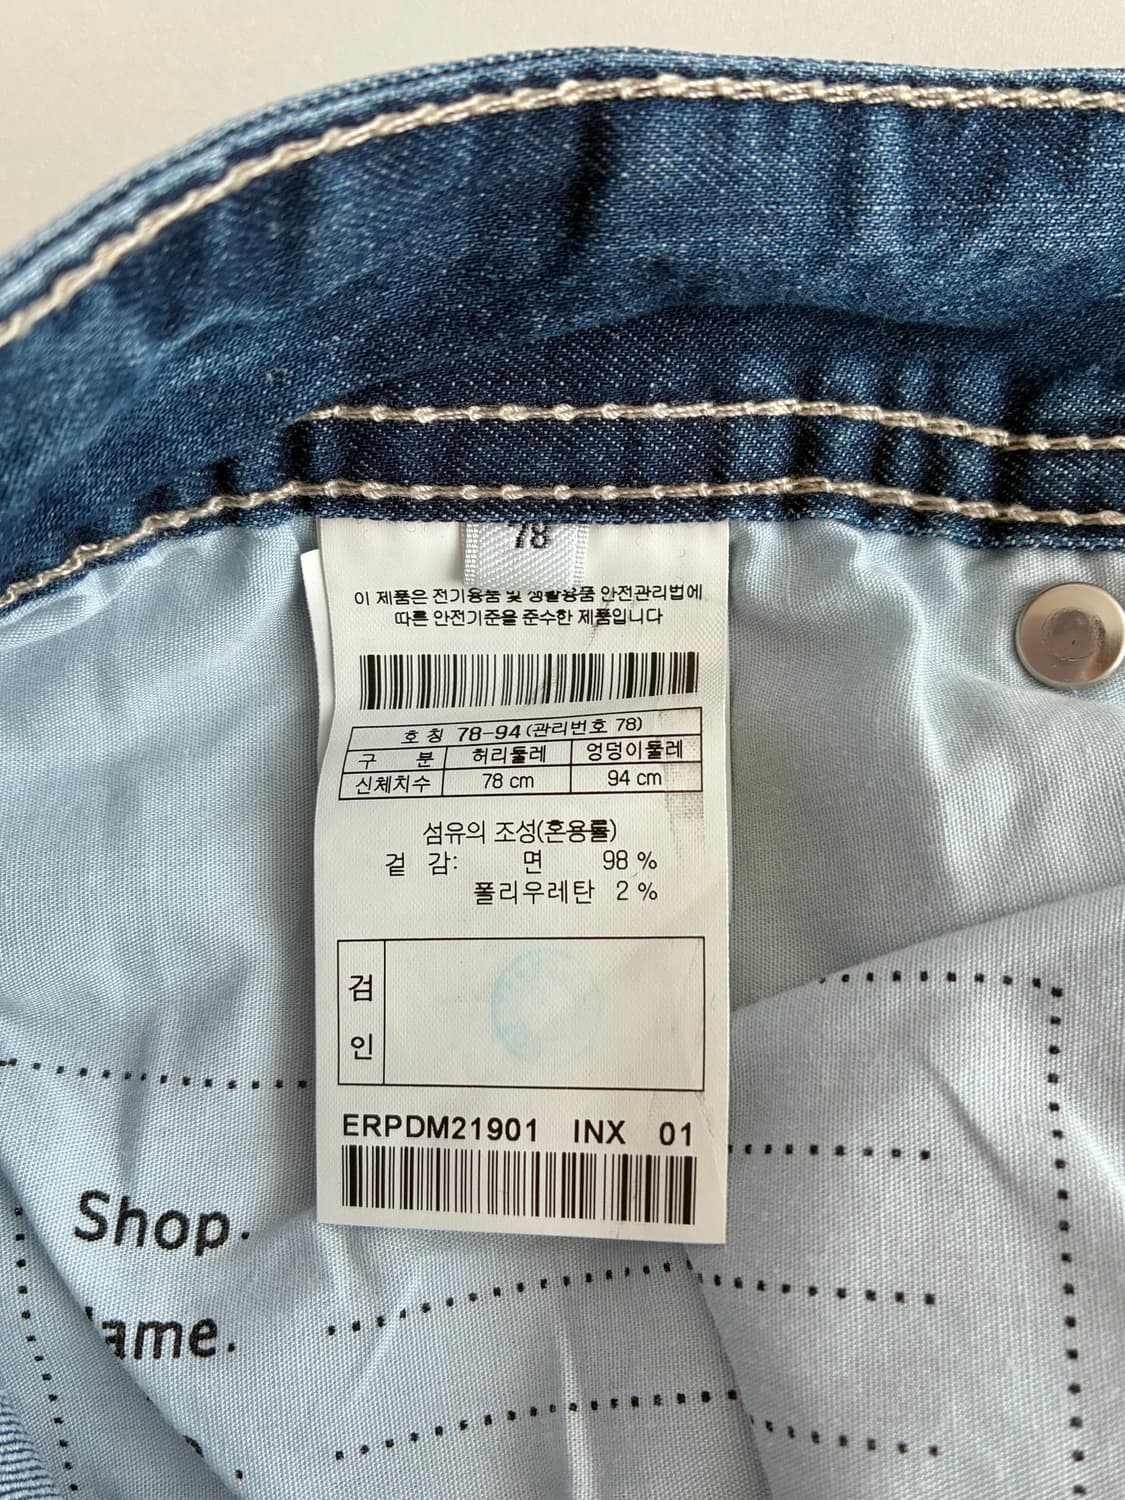 78
이 제품은 전기용품 및 생활용품 안전관리법에
따른 안전기준을 준수한 제품입니다
호 칭 78-94 (관리번호 78)
구 분 허리둘레 엉덩이둘레
신체치수 78 cm 94 cm
섬유의 조성(혼용률)
겉 감: 면 98 %
폴리우레탄 2 %
검
인
ERPDM21901 INX 01
Shop.
ame.